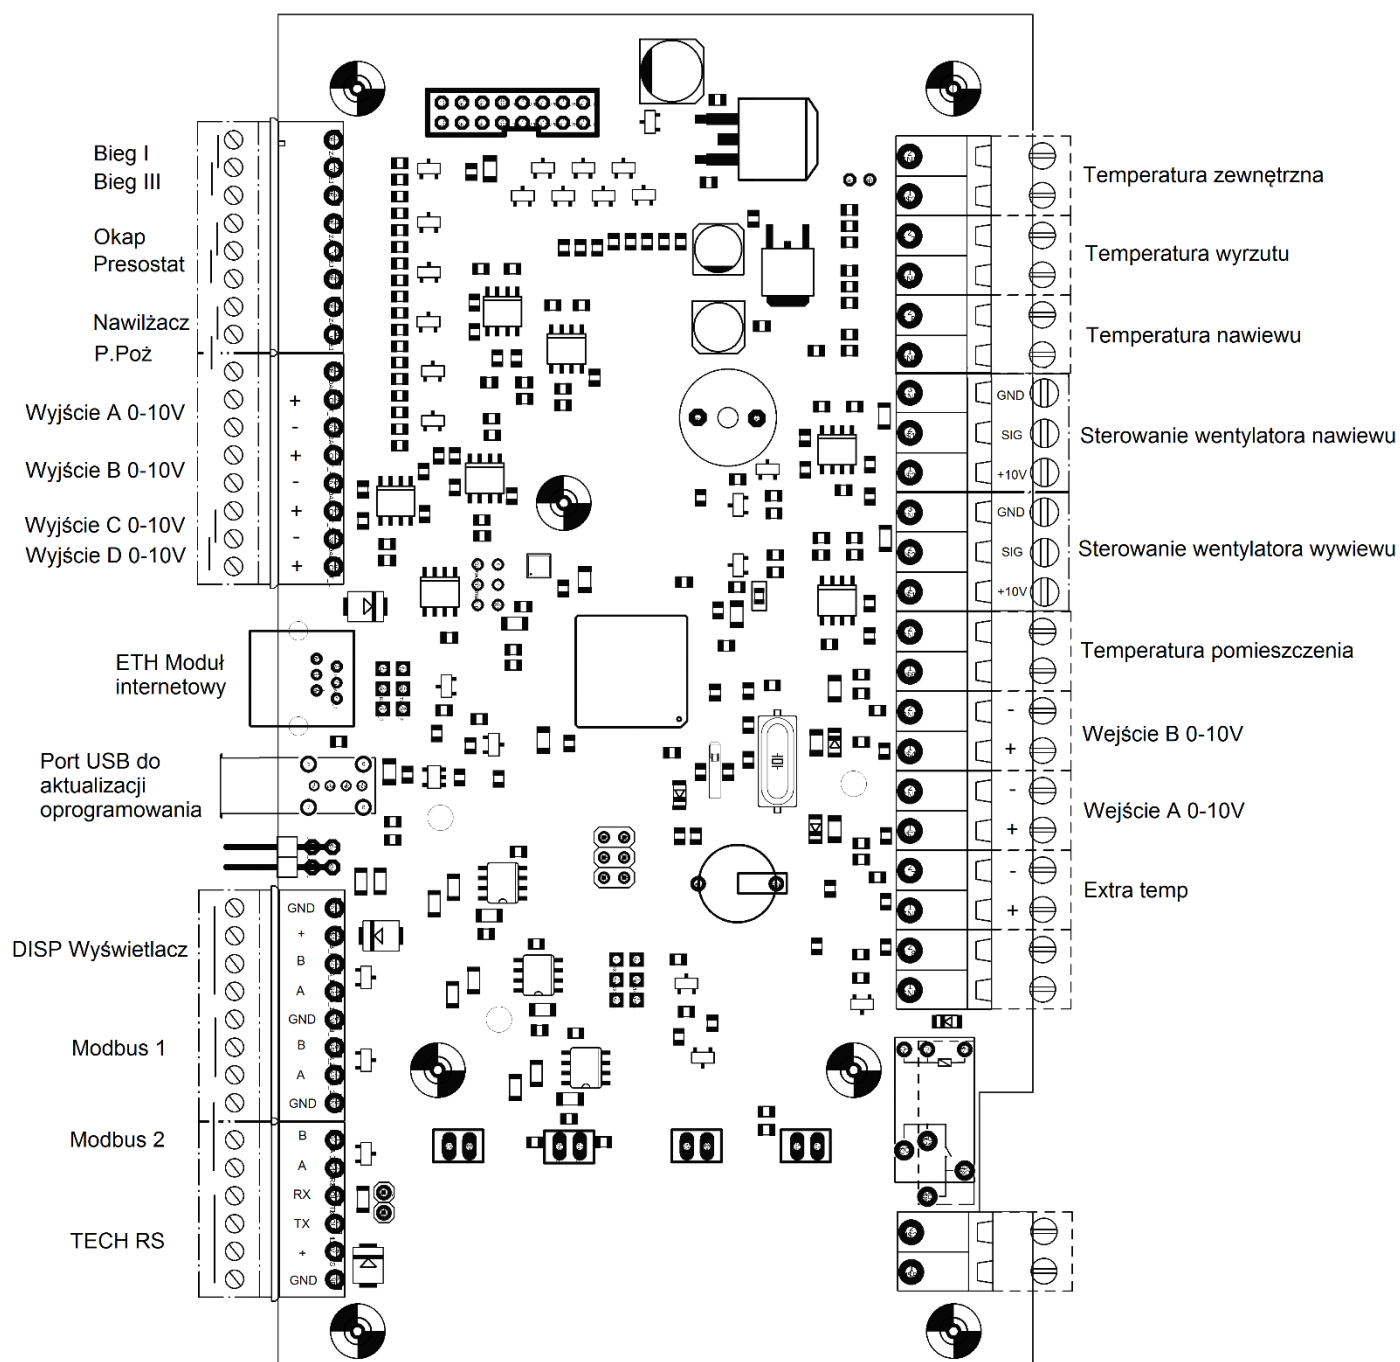 Bieg I
Bieg III
Okap
Presostat
Nawilżacz
P.Poż
Wyjście A 0-10V
+
-
Wyjście B 0-10V
+
-
Wyjście C 0-10V
+
-
Wyjście D 0-10V
+
ETH Moduł
internetowy
Port USB do
aktualizacji
oprogramowania
DISP Wyświetlacz
GND
+
B
A
Modbus 1
GND
B
A
Modbus 2
GND
B
A
TECH RS
RX
TX
+
GND
Temperatura zewnętrzna
Temperatura wyrzutu
Temperatura nawiewu
GND
SIG
+10V
Sterowanie wentylatora nawiewu
GND
SIG
+10V
Sterowanie wentylatora wywiewu
Temperatura pomieszczenia
-
+
Wejście B 0-10V
-
+
Wejście A 0-10V
-
+
Extra temp